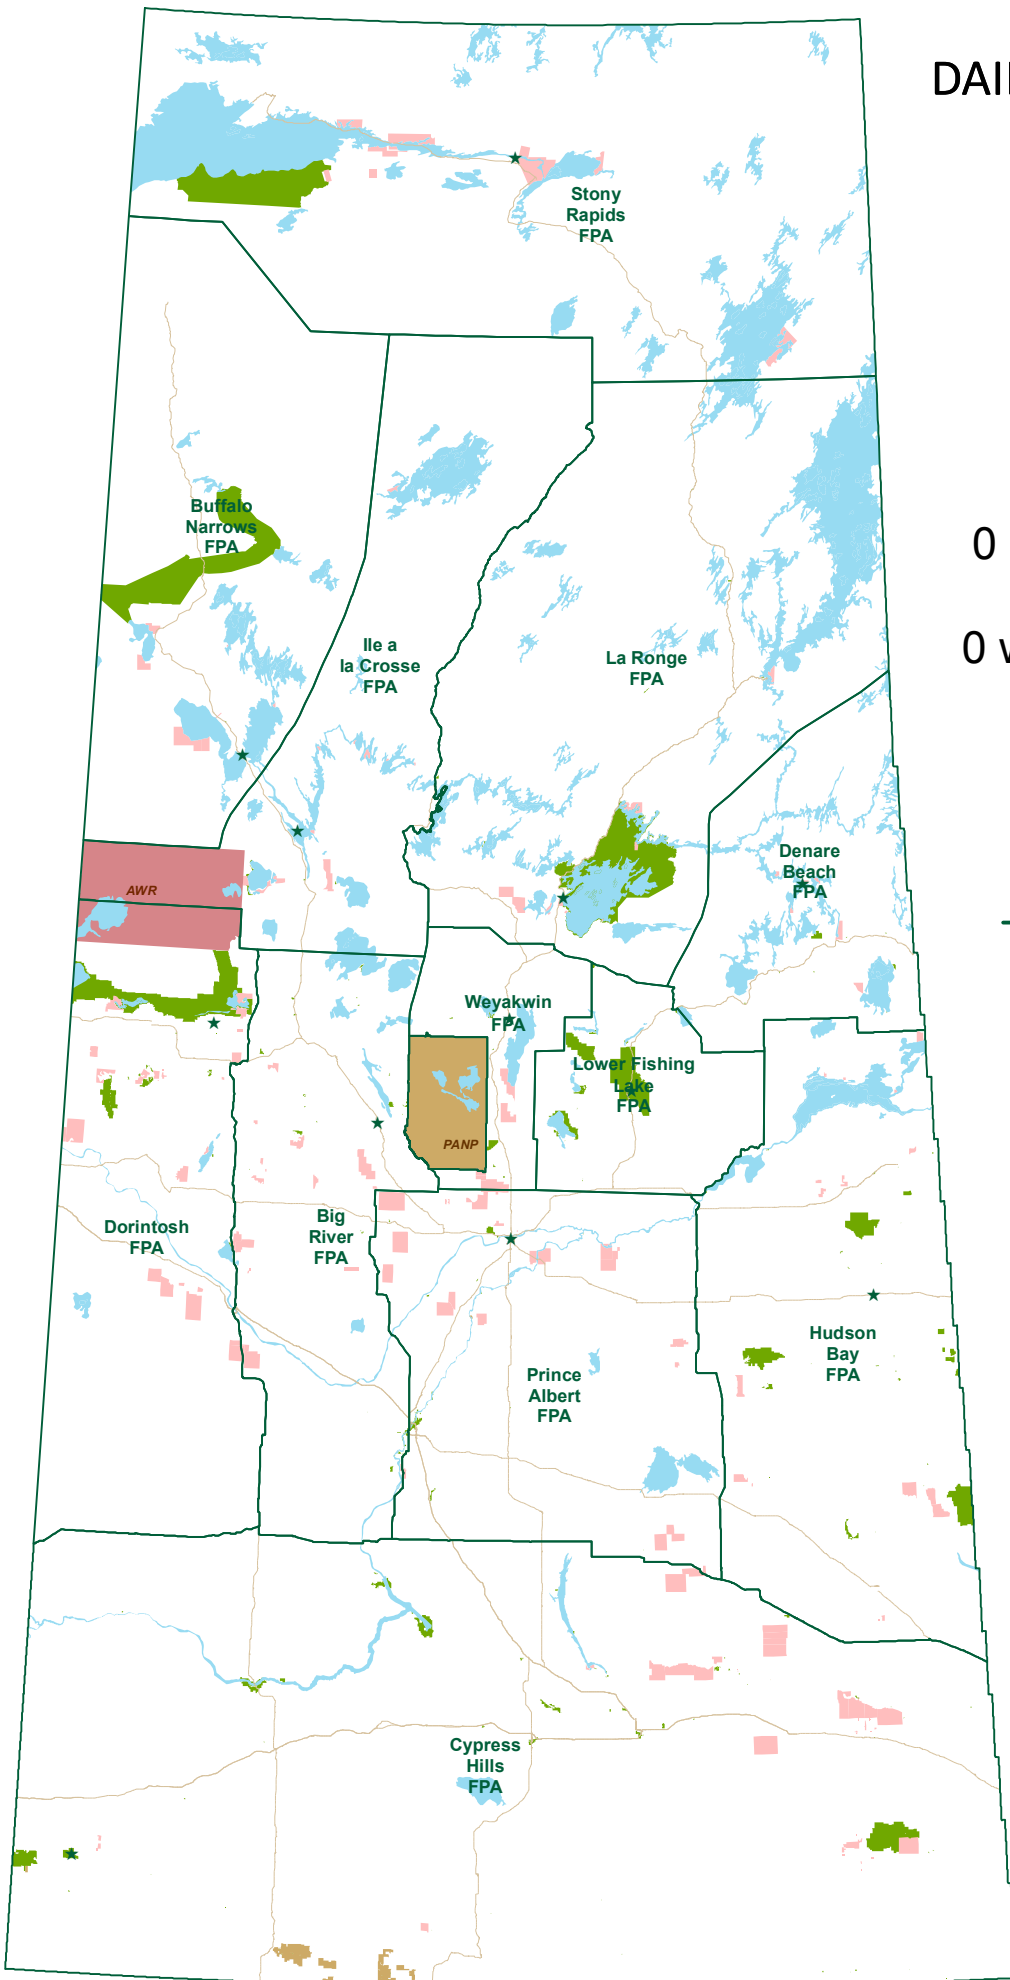 DAI
Stony
Rapids
FPA
Buffalo
Narrows
FPA
0
Ile a
la Crosse
FPA
La Ronge
FPA
0
Denare
Beach
FPA
AWR
Weyakwin
FPA
Lower Fishing
Lake
FPA
PANP
Dorintosh
FPA
Big
River
FPA
Hudson
Bay
FPA
Prince
Albert
FPA
Cypress
Hills
FPA